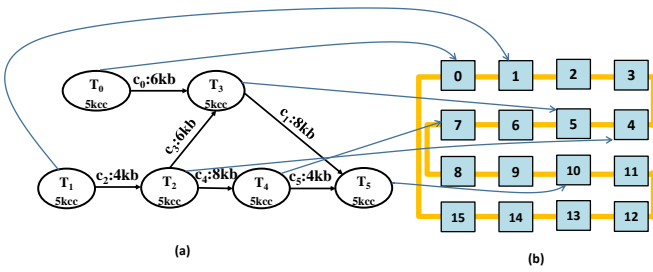 c₀:6kb
T₀
5kcc
T₃
5kcc
c₁:8kb
c₃:6kb
T₁
5kcc
c₂:4kb
T₂
5kcc
c₄:8kb
T₄
5kcc
c₅:4kb
T₅
5kcc
(a)
0 1 2 3
7 6 5 4
8 9 10 11
15 14 13 12
(b)